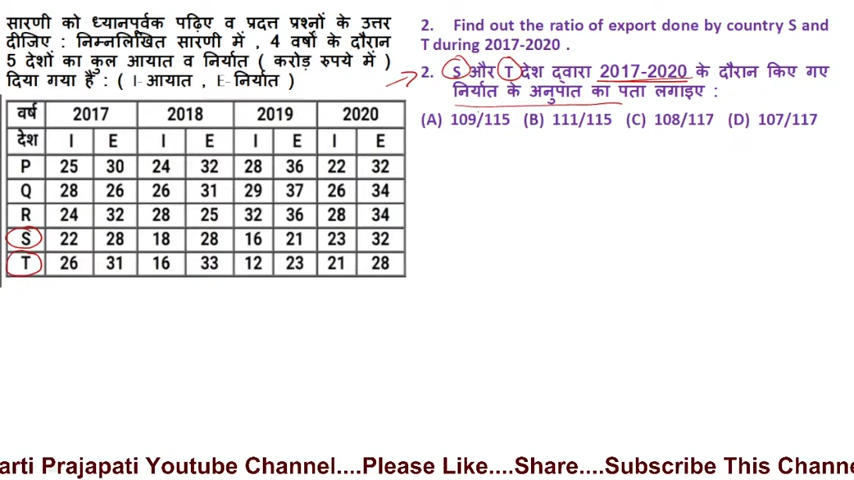 सारणी को ध्यानपूर्वक पढ़िए व प्रदत्त प्रश्नों के उत्तर
दीजिए : निम्नलिखित सारणी में , 4 वर्षो के दौरान
5 देशों का कुल आयात व निर्यात ( करोड़ रुपये में )
दिया गया है : ( I- आयात , E- निर्यात )
वर्ष 2017 2018 2019 2020
देश I E I E I E I E
P 25 30 24 32 28 36 22 32
Q 28 26 26 31 29 37 26 34
R 24 32 28 25 32 36 28 34
S 22 28 18 28 16 21 23 32
T 26 31 16 33 12 23 21 28
2. Find out the ratio of export done by country S and
T during 2017-2020 .
2. S और T देश द्वारा 2017-2020 के दौरान किए गए
निर्यात के अनुपात का पता लगाइए :
(A) 109/115 (B) 111/115 (C) 108/117 (D) 107/117
arti Prajapati Youtube Channel....Please Like....Share....Subscribe This Channe